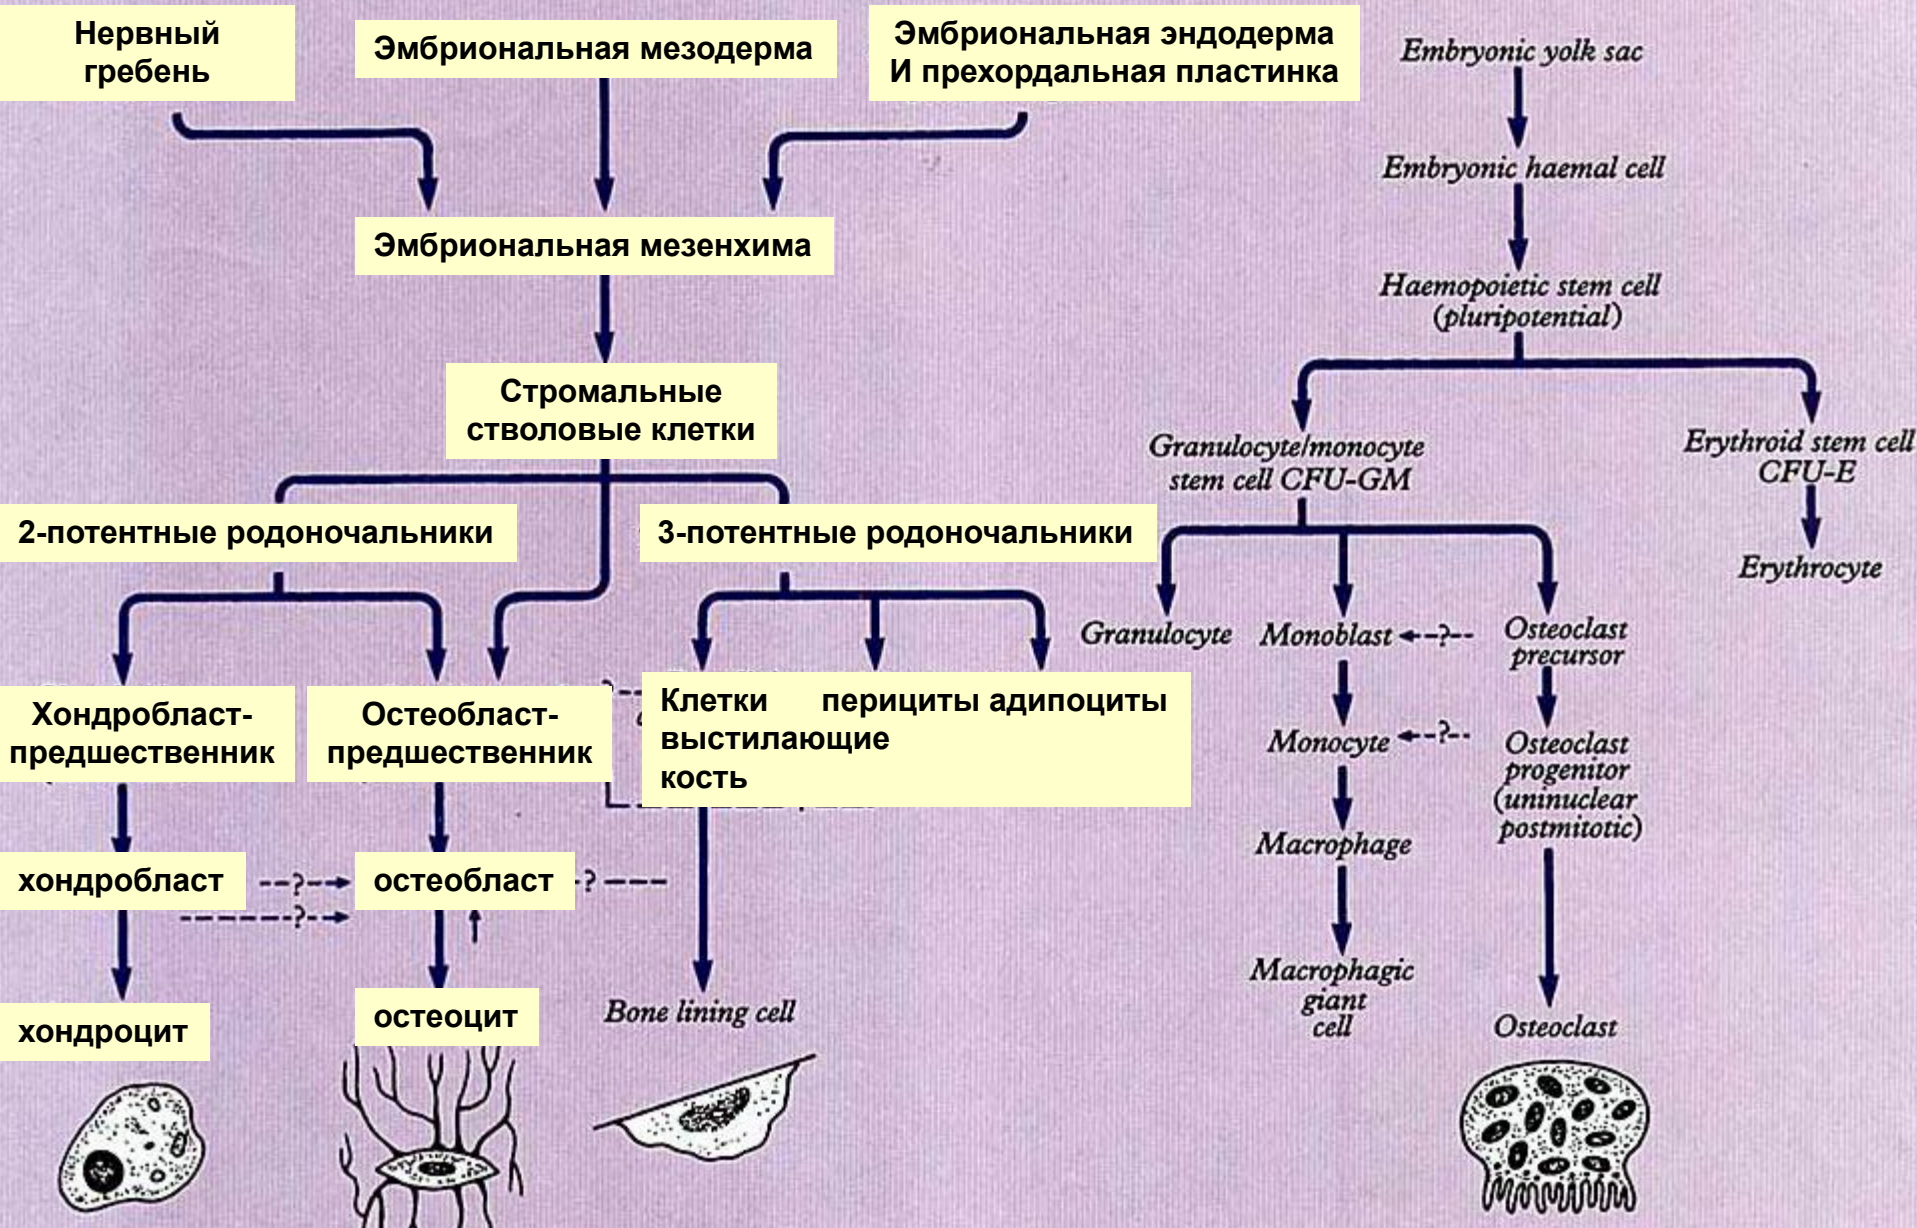 Нервный
гребень
Эмбриональная мезодерма
Эмбриональная эндодерма
И прехордальная пластинка
Embryonic yolk sac
Embryonic haemal cell
Эмбриональная мезенхима
Haemopoietic stem cell
(pluripotential)
Стромальные
стволовые клетки
Granulocyte/monocyte
stem cell CFU-GM
Erythroid stem cell
CFU-E
2-потентные родоночальники
3-потентные родоночальники
Erythrocyte
Granulocyte
Monoblast
?
Osteoclast
precursor
Хондробласт-
предшественник
Остеобласт-
предшественник
Клетки перициты адипоциты
выстилающие
кость
Monocyte
?
Osteoclast
progenitor
(uninuclear
postmitotic)
Macrophage
хондробласт
?
?
остеобласт
?
Macrophagic
giant
cell
хондроцит
остеоцит
Bone lining cell
Osteoclast